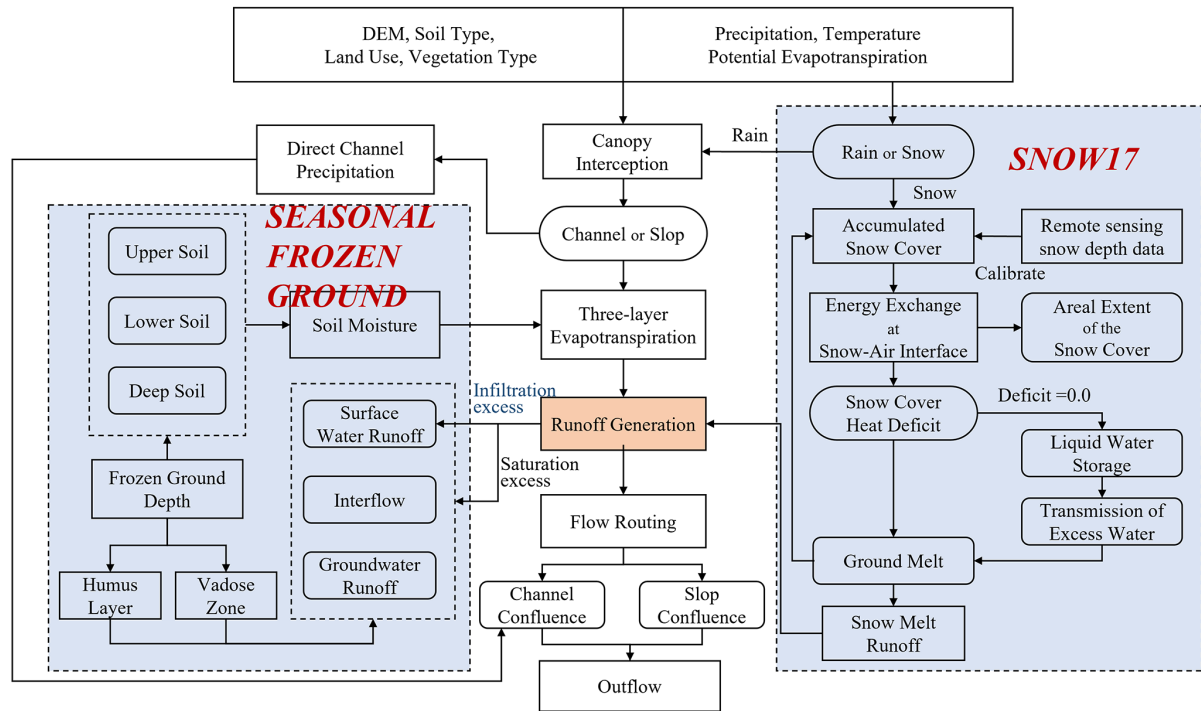 DEM, Soil Type,
Land Use, Vegetation Type
Precipitation, Temperature
Potential Evapotranspiration
Direct Channel
Precipitation
Canopy
Interception
Rain
Rain or Snow
SNOW17
Snow
Channel or Slop
Accumulated
Snow Cover
Remote sensing
snow depth data
Calibrate
SEASONAL
FROZEN
GROUND
Upper Soil
Lower Soil
Deep Soil
Soil Moisture
Three-layer
Evapotranspiration
Energy Exchange
at
Snow-Air Interface
Areal Extent
of the
Snow Cover
Infiltration
excess
Surface
Water Runoff
Runoff Generation
Snow Cover
Heat Deficit
Deficit =0.0
Liquid Water
Storage
Saturation
excess
Frozen Ground
Depth
Interflow
Flow Routing
Transmission of
Excess Water
Ground Melt
Humus
Layer
Vadose
Zone
Groundwater
Runoff
Channel
Confluence
Slop
Confluence
Snow Melt
Runoff
Outflow